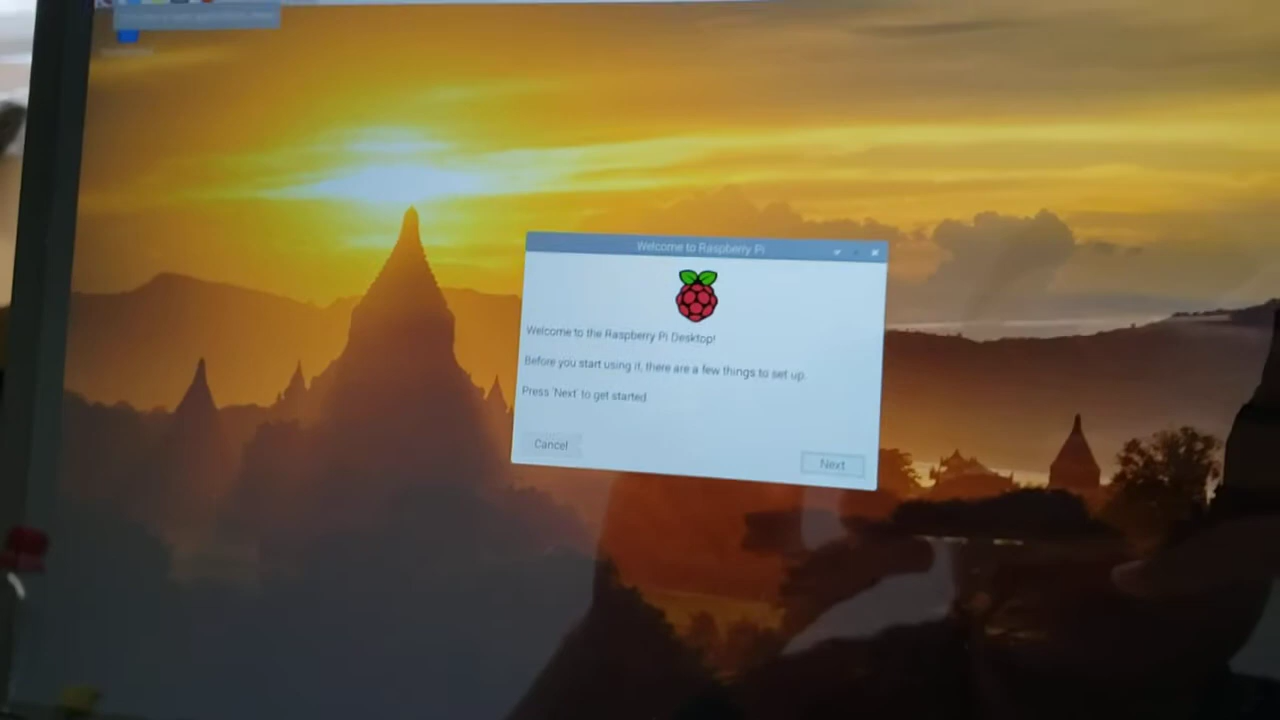 Welcome to Raspberry Pi
Welcome to the Raspberry Pi Desktop!
Before you start using it, there are a few things to set up.
Press 'Next' to get started.
Cancel
Next